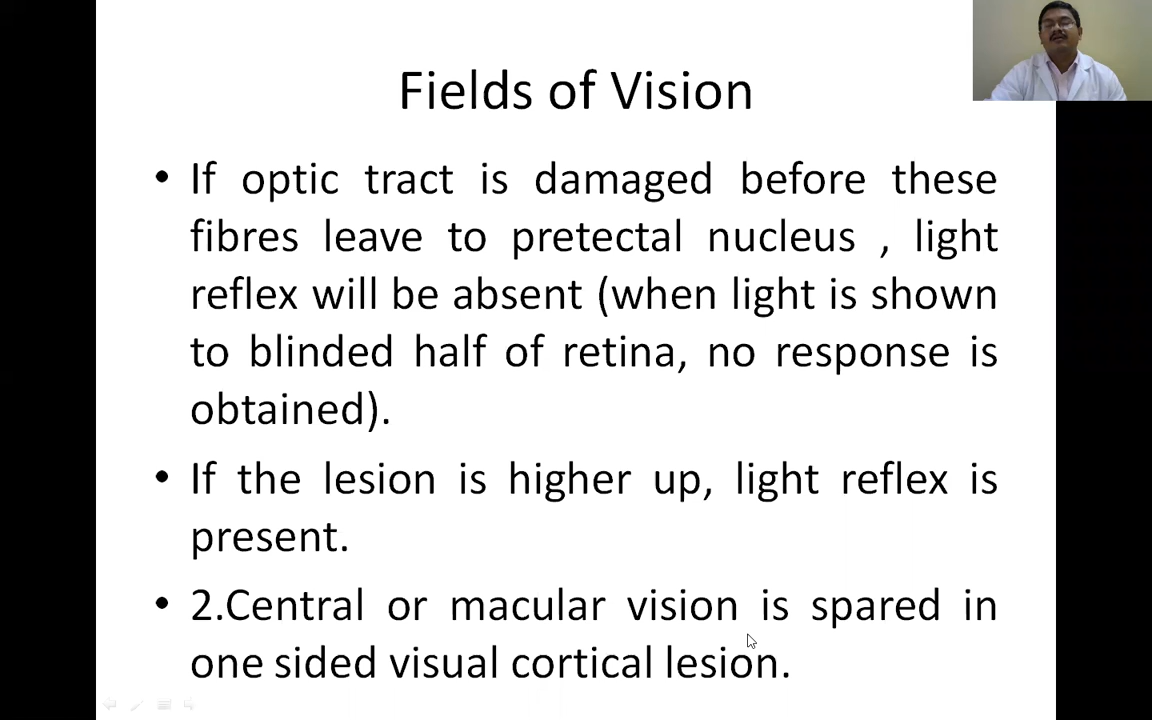 Fields of Vision
• If optic tract is damaged before these
fibres leave to pretectal nucleus , light
reflex will be absent (when light is shown
to blinded half of retina, no response is
obtained).
• If the lesion is higher up, light reflex is
present.
• 2.Central or macular vision is spared in
one sided visual cortical lesion.